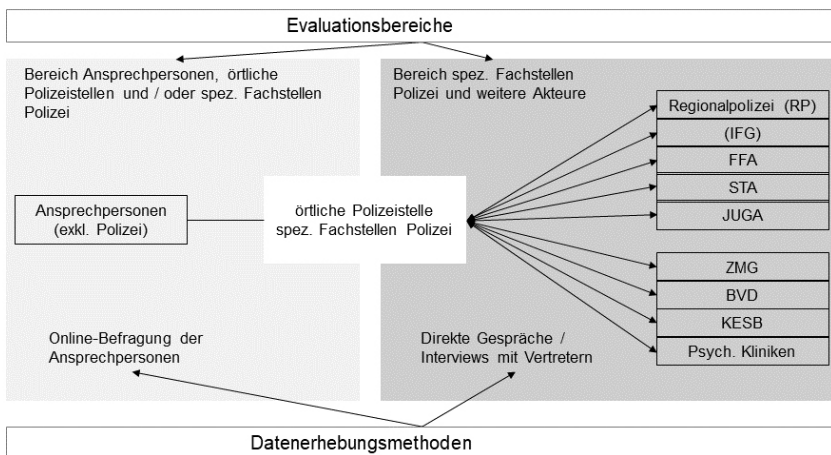 Evaluationsbereiche
Bereich Ansprechpersonen, örtliche
Polizeistellen und / oder spez. Fachstellen
Polizei
Bereich spez. Fachstellen
Polizei und weitere Akteure
Ansprechpersonen
(exkl. Polizei)
örtliche Polizeistelle
spez. Fachstellen Polizei
Regionalpolizei (RP)
(IFG)
FFA
STA
JUGA
ZMG
BVD
KESB
Psych. Kliniken
Online-Befragung der
Ansprechpersonen
Direkte Gespräche /
Interviews mit Vertretern
Datenerhebungsmethoden